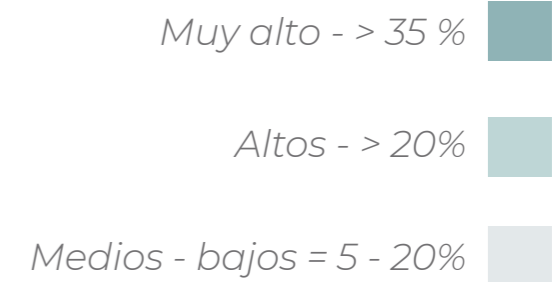 Muy alto - > 35 %
Altos - > 20%
Medios - bajos = 5 - 20%